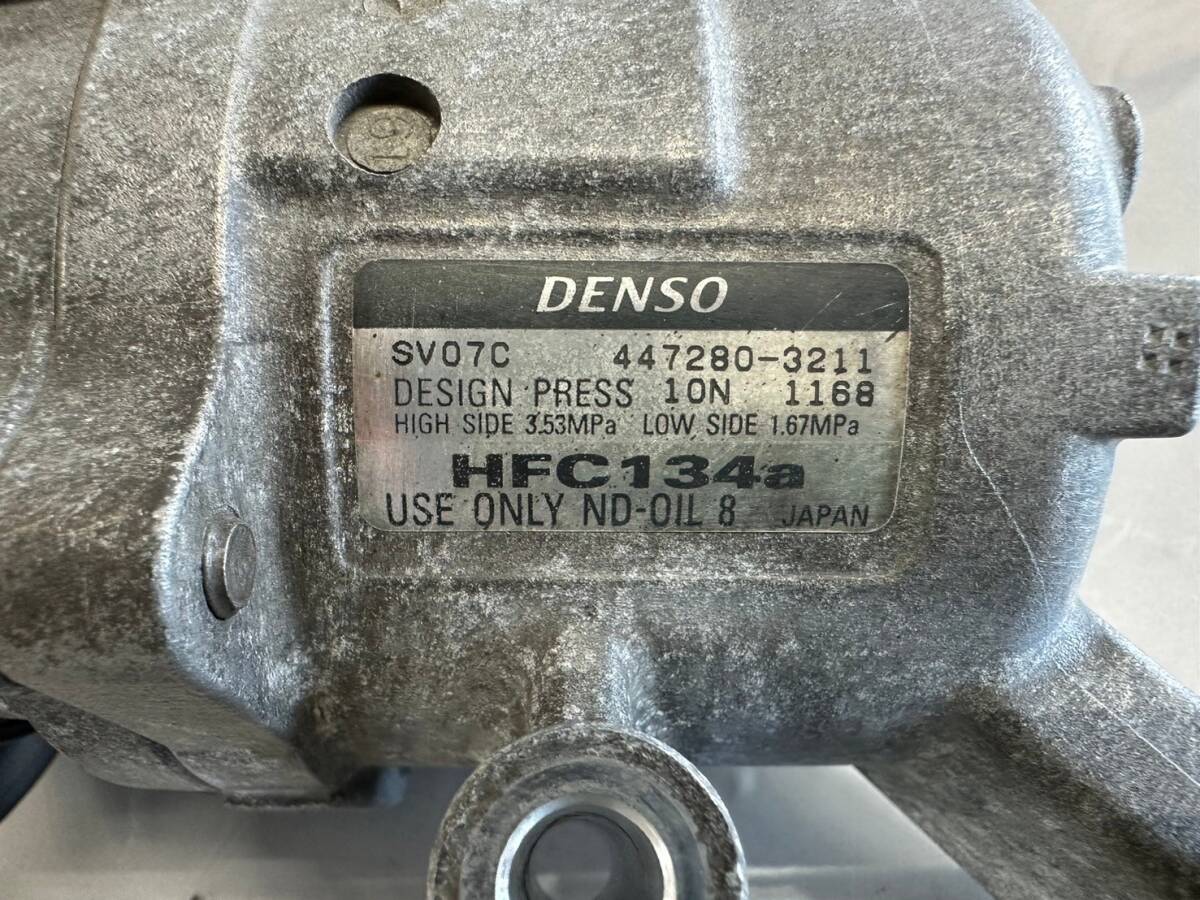 DENSO
SV07C 447280-3211
DESIGN PRESS 10N 1168
HIGH SIDE 3.53MPa LOW SIDE 1.67MPa
HFC134a
USE ONLY ND-OIL 8 JAPAN